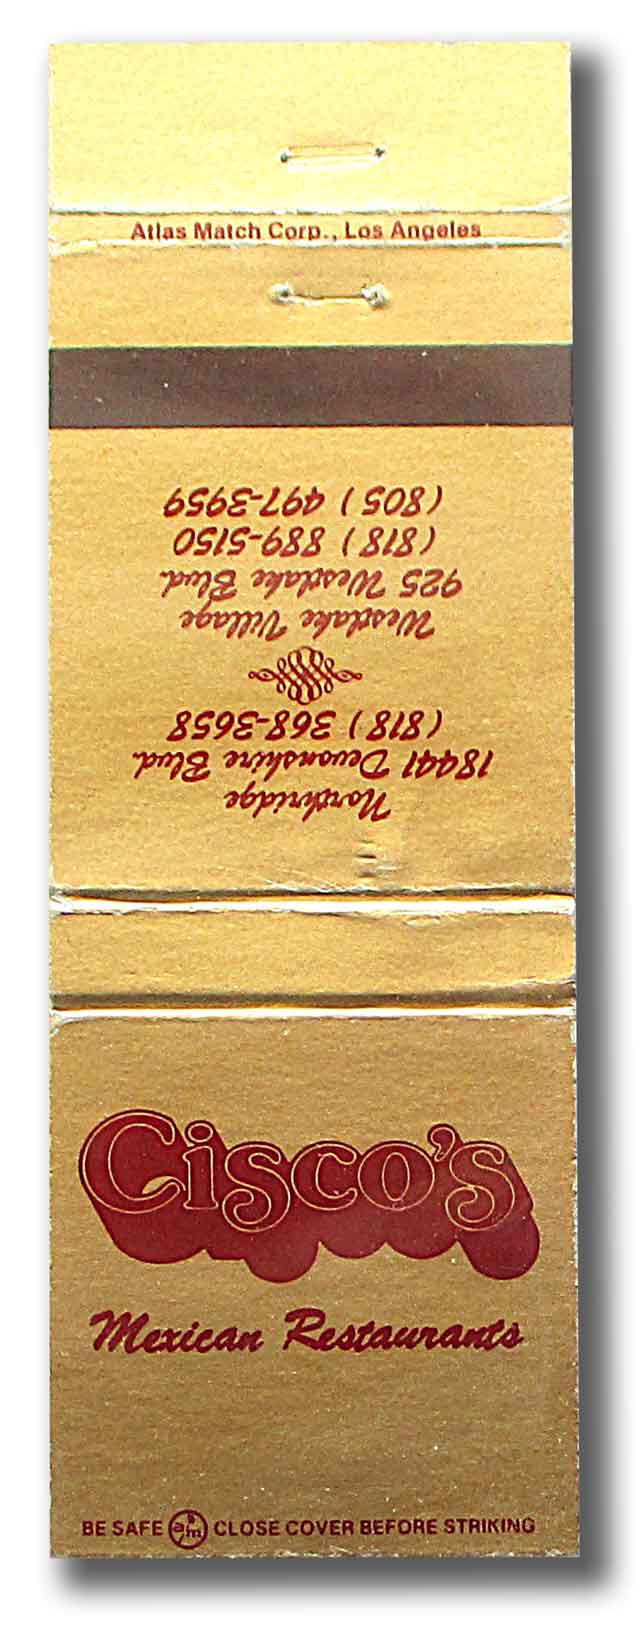 Atlas Match Corp., Los Angeles
Northridge
18441 Devonshire Blvd.
(818) 368-3658
Westlake Village
925 Westlake Blvd.
(818) 889-5150
(805) 497-3959
Cisco's
Mexican Restaurants
BE SAFE a b/m CLOSE COVER BEFORE STRIKING